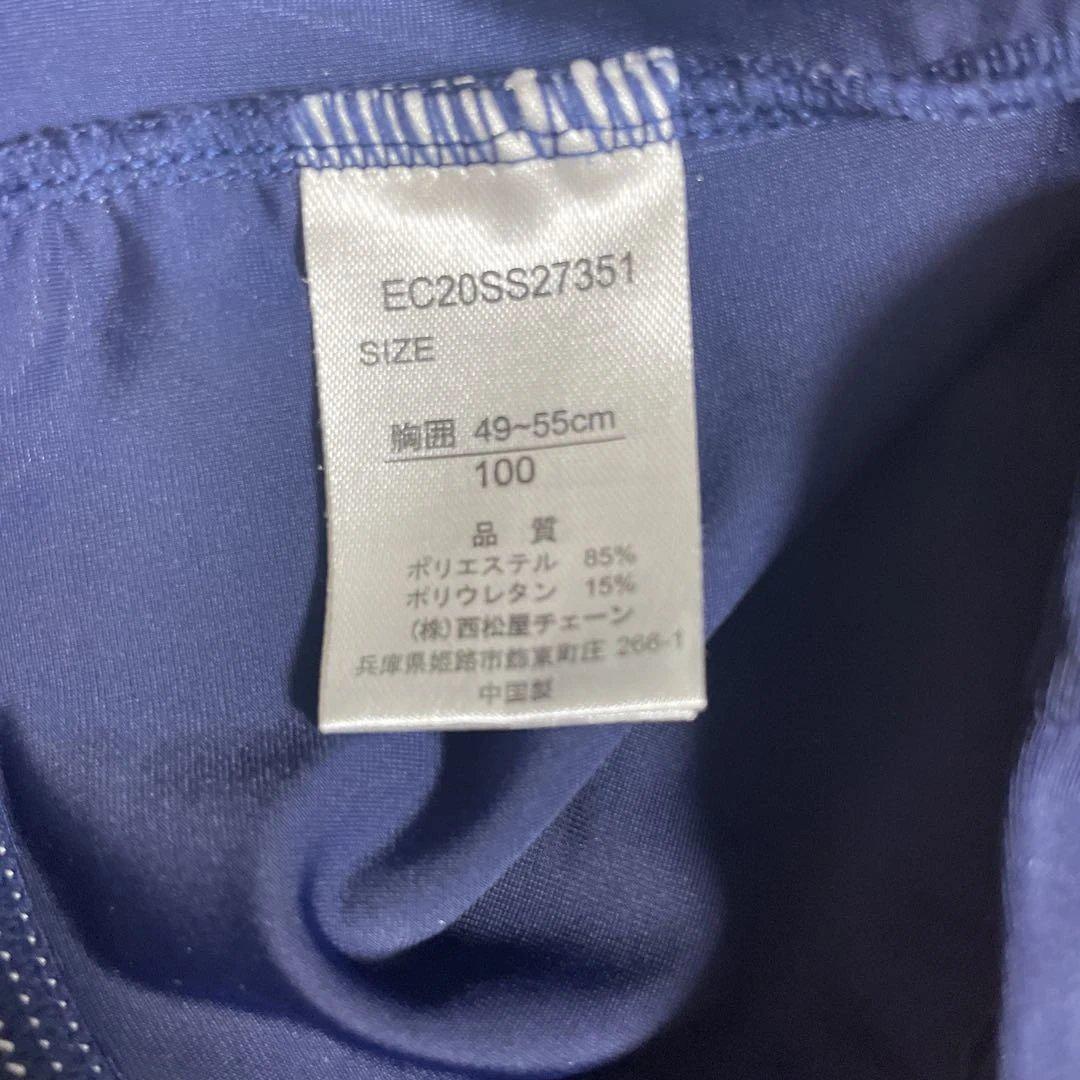 EC20SS27351
SIZE
胸囲 49~55cm
100
品 質
ポリエステル 85%
ポリウレタン 15%
(株)西松屋チェーン
兵庫県姫路市飾東町庄 266-1
中国製